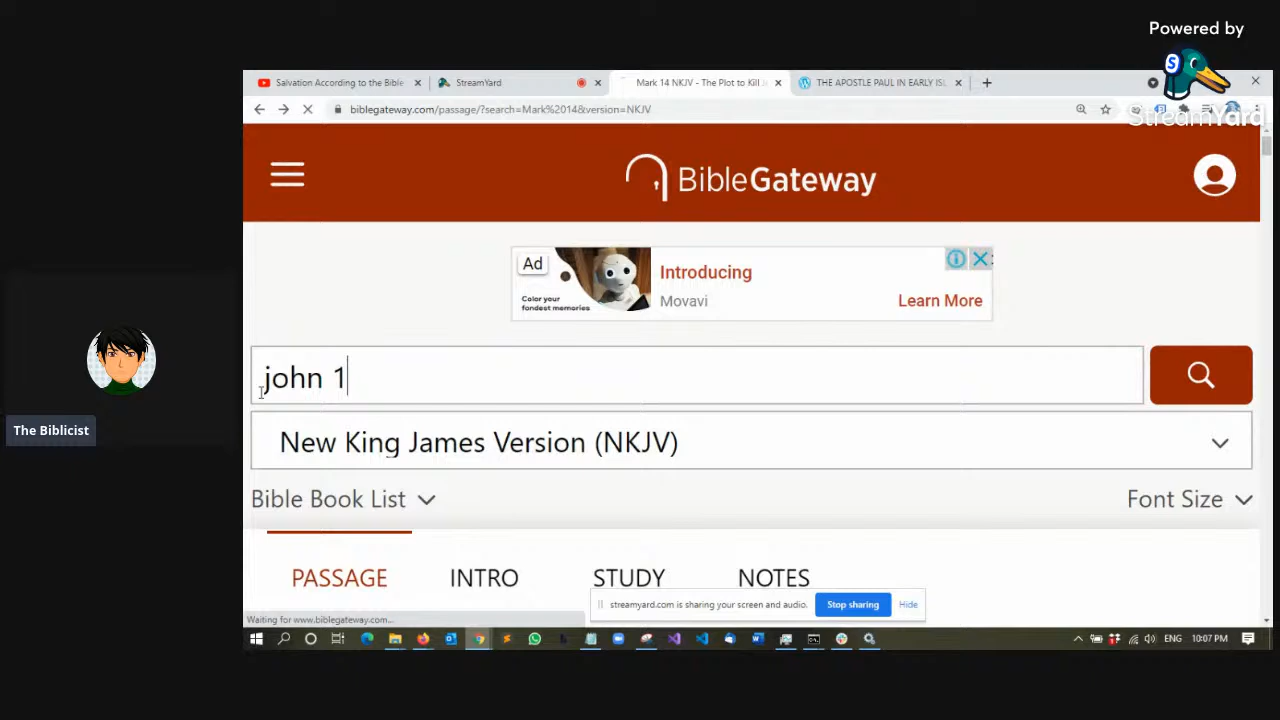 Powered by
StreamYard
Salvation According to the Bible
StreamYard
Mark 14 NKJV - The Plot to Kill J
THE APOSTLE PAUL IN EARLY ISL
biblegateway.com/passage/?search=Mark%2014&version=NKJV
BibleGateway
Ad
Color your
fondest memories
Introducing
Movavi
Learn More
john 1
The Biblicist
New King James Version (NKJV)
Bible Book List
Font Size
PASSAGE
INTRO
STUDY
NOTES
streamyard.com is sharing your screen and audio.
Stop sharing
Hide
Waiting for www.biblegateway.com...
ENG
10:07 PM